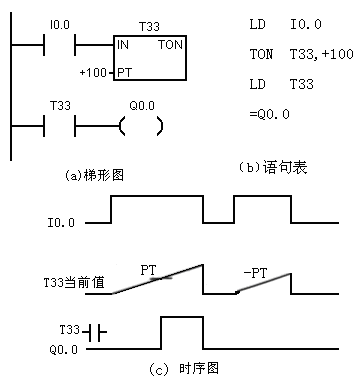 I0.0
T33
IN TON
+100 PT
T33 Q0.0
(a)梯形图
LD I0.0
TON T33,+100
LD T33
=Q0.0
(b)语句表
I0.0
T33当前值
PT
-PT
T33
Q0.0
(c) 时序图